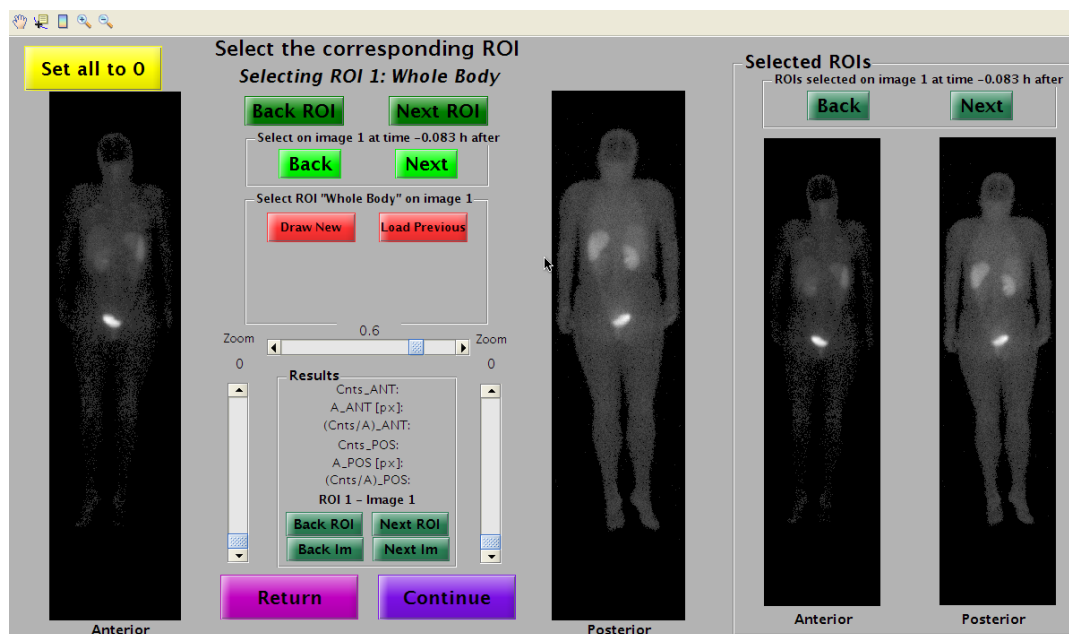 Set all to 0
Select the corresponding ROI
Selecting ROI 1: Whole Body
Back ROI
Next ROI
Select on image 1 at time -0.083 h after
Back
Next
Select ROI "Whole Body" on image 1
Draw New
Load Previous
Zoom
0.6
Zoom
0
0
Results
Cnts_ANT:
A_ANT [px]:
(Cnts/A)_ANT:
Cnts_POS:
A_POS [px]:
(Cnts/A)_POS:
ROI 1 - Image 1
Back ROI
Next ROI
Back Im
Next Im
Return
Continue
Anterior
Posterior
Selected ROIs
ROIs selected on image 1 at time -0.083 h after
Back
Next
Anterior
Posterior